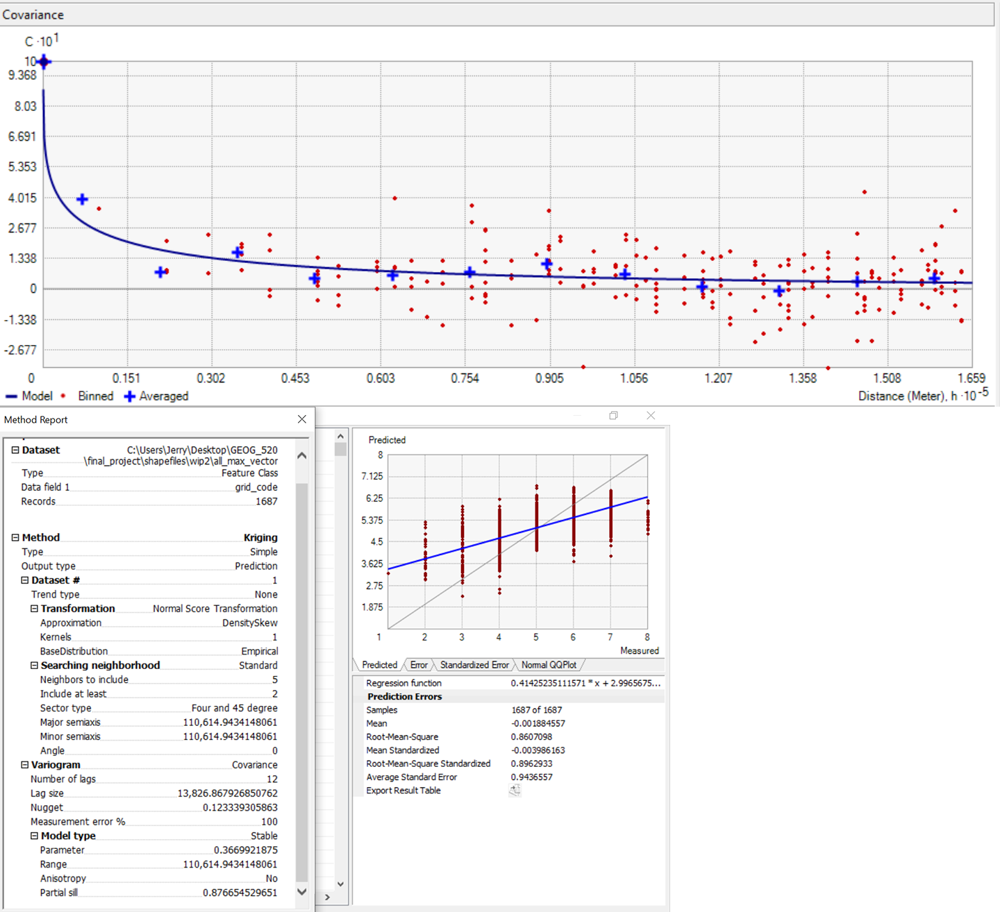 Covariance
C ·10¹
10
9.368
8.03
6.691
5.353
4.015
2.677
1.338
0
-1.338
-2.677
0 0.151 0.302 0.453 0.603 0.754 0.905 1.056 1.207 1.358 1.508 1.659
Model Binned Averaged Distance (Meter), h ·10⁻⁵
Method Report
Dataset C:\Users\Jerry\Desktop\GEOG_520
\final_project\shapefiles\wip2\all_max_vector
Type Feature Class
Data field 1 grid_code
Records 1687
Method Kriging
Type Simple
Output type Prediction
Dataset # 1
Trend type None
Transformation Normal Score Transformation
Approximation DensitySkew
Kernels 1
BaseDistribution Empirical
Searching neighborhood Standard
Neighbors to include 5
Include at least 2
Sector type Four and 45 degree
Major semiaxis 110,614.9434148061
Minor semiaxis 110,614.9434148061
Angle 0
Variogram Covariance
Number of lags 12
Lag size 13,826.867926850762
Nugget 0.123339305863
Measurement error % 100
Model type Stable
Parameter 0.3669921875
Range 110,614.9434148061
Anisotropy No
Partial sill 0.876654529651
Predicted
8
7.125
6.25
5.375
4.5
3.625
2.75
1.875
1 2 3 4 5 6 7 8
Measured
Predicted Error Standardized Error Normal QQPlot
Regression function 0.41425235111571 * x + 2.9965675...
Prediction Errors
Samples 1687 of 1687
Mean -0.001884557
Root-Mean-Square 0.8607098
Mean Standardized -0.003986163
Root-Mean-Square Standardized 0.8962933
Average Standard Error 0.9436557
Export Result Table